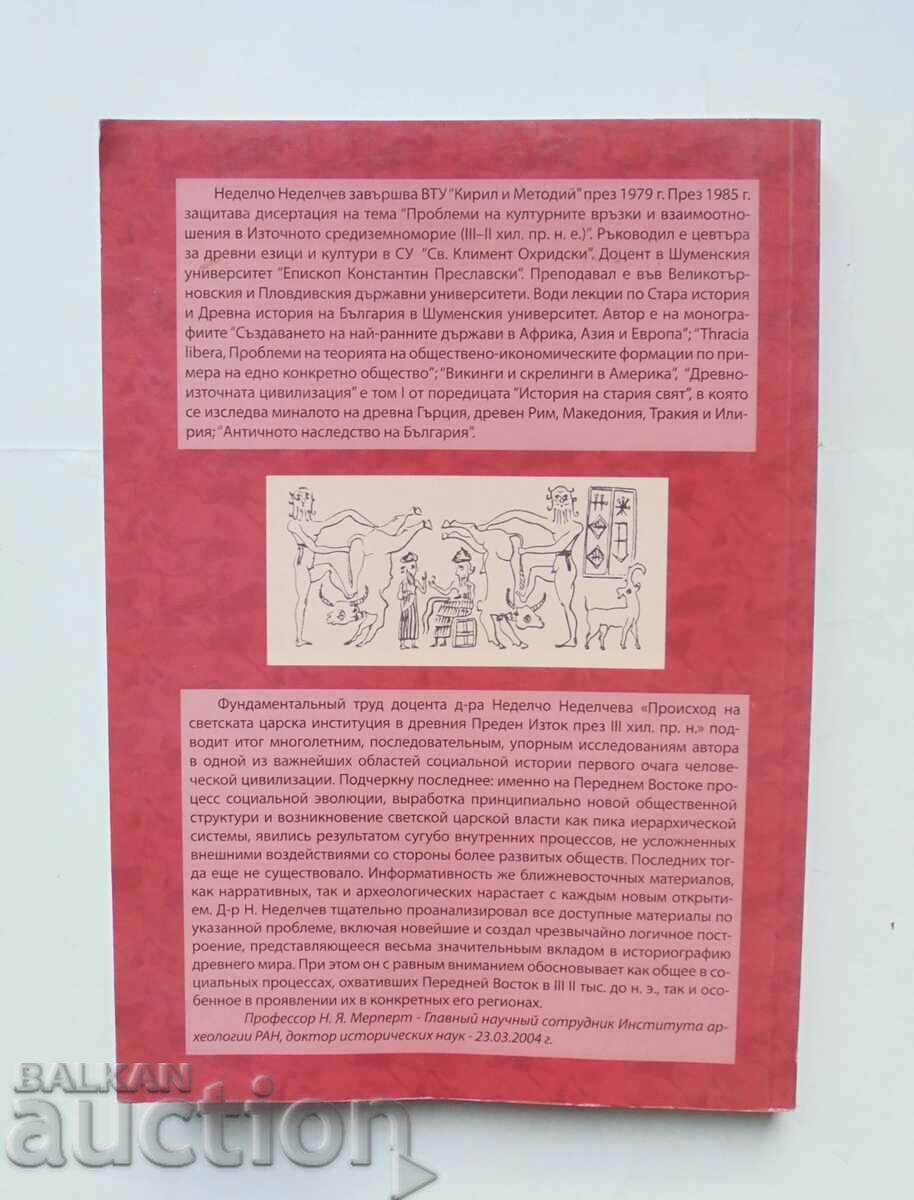 Неделчо Неделчев завършва ВТУ "Кирил и Методий" през 1979 г. През 1985 г.
защитава дисертация на тема "Проблеми на културните връзки и взаимоотно-
шения в Източното средиземноморие (III–II хил. пр. н. е.)". Ръководил е цевтъра
за древни езици и култури в СУ "Св. Климент Охридски". Доцент в Шуменския
университет "Епископ Константин Преславски". Преподавал е във Великотър-
новския и Пловдивския държавни университети. Води лекции по Стара история
и Древна история на България в Шуменския университет. Автор е на моногра-
фиите "Създаването на най-ранните държави в Африка, Азия и Европа"; "Thracia
libera, Проблеми на теорията на обществено-икономическите формации по при-
мера на едно конкретно общество"; "Викинги и скрелинги в Америка", "Древно-
източната цивилизация" е том I от поредицата "История на стария свят", в която
се изследва миналото на древна Гърция, древен Рим, Македония, Тракия и Или-
рия; "Античното наследство на България".
Фундаментальный труд доцента д-ра Неделчо Неделчева «Происход на
светската царска институция в древния Преден Изток през III хил. пр. н.» под-
водит итог многолетним, последовательным, упорным исследованиям автора
в одной из важнейших областей социальной истории первого очага челове-
ческой цивилизации. Подчеркну последнее: именно на Переднем Востоке про-
цесс социальной эволюции, выработка принципиально новой общественной
структури и возникновение светской царской власти как пика иерархической
системы, явились результатом сугубо внутренних процессов, не усложненных
внешними воздействиями со стороны более развитых обществ. Последних тог-
да еще не существовало. Информативность же ближневосточных материалов,
как нарративных, так и археологических нарастает с каждым новым открыти-
ем. Д-р Н. Неделчев тщательно проанализировал все доступные материалы по
указанной проблеме, включая новейшие и создал чрезвычайно логичное пост-
роение, представляющееся весьма значительньым вкладом в историографию
древнего мира. При этом он с равным вниманием обосновывает как общее в со-
циальных процессах, охвативших Передней Восток в III II тыс. до н. э., так и осо-
бенное в проявлении их в конкретных его регионах.
Профессор Н. Я. Мерперт - Главный научный сотрудник Института ар-
хеологии РАН, доктор исторических наук - 23.03.2004 г.
BALKAN
auction